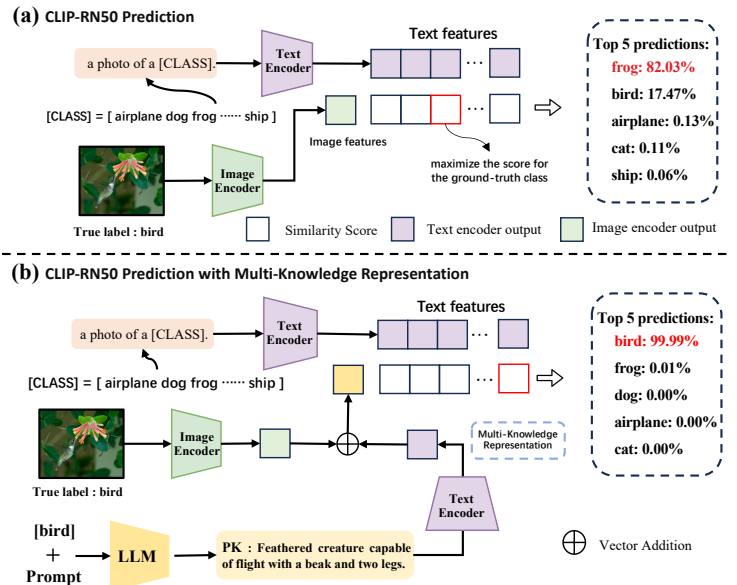 (a) CLIP-RN50 Prediction
a photo of a [CLASS].
Text
Encoder
Text features
[CLASS] = [ airplane dog frog ······ ship ]
Image features
maximize the score for
the ground-truth class
Image
Encoder
True label : bird
Similarity Score
Text encoder output
Image encoder output
Top 5 predictions:
frog: 82.03%
bird: 17.47%
airplane: 0.13%
cat: 0.11%
ship: 0.06%
(b) CLIP-RN50 Prediction with Multi-Knowledge Representation
a photo of a [CLASS].
Text
Encoder
Text features
[CLASS] = [ airplane dog frog ······ ship ]
Image
Encoder
True label : bird
Multi-Knowledge
Representation
Text
Encoder
[bird]
+
Prompt
LLM
PK : Feathered creature capable
of flight with a beak and two legs.
Vector Addition
Top 5 predictions:
bird: 99.99%
frog: 0.01%
dog: 0.00%
airplane: 0.00%
cat: 0.00%